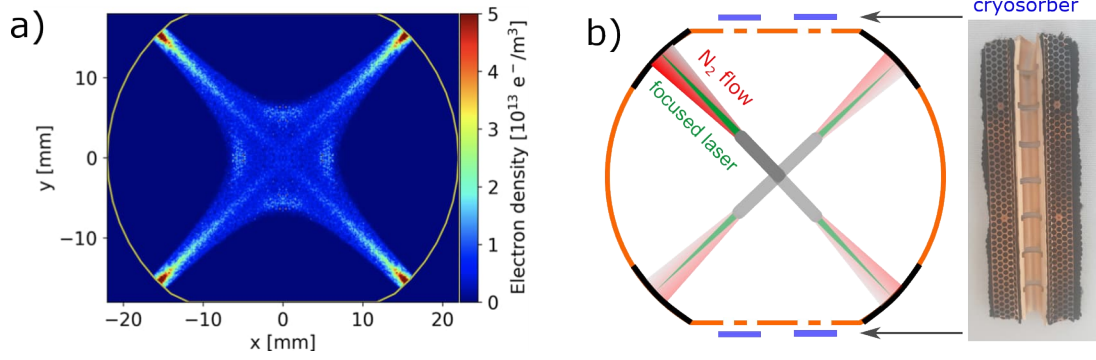 a)
y [mm]
10
0
−10
−20
−10
0
10
20
x [mm]
5
4
3
2
1
0
Electron density [10¹³ e⁻/m³]
b)
N₂ flow
focused laser
cryosorber